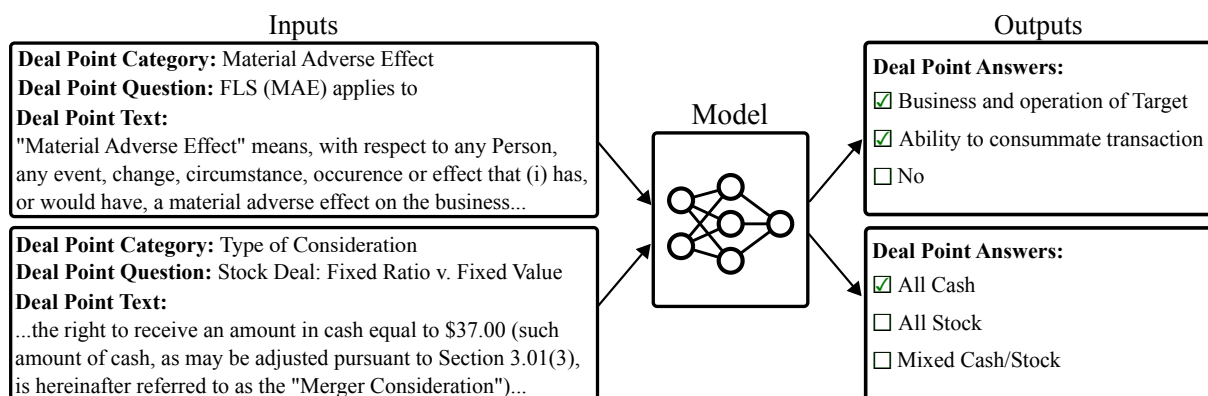 Inputs
Deal Point Category: Material Adverse Effect
Deal Point Question: FLS (MAE) applies to
Deal Point Text:
"Material Adverse Effect" means, with respect to any Person,
any event, change, circumstance, occurence or effect that (i) has,
or would have, a material adverse effect on the business...
Deal Point Category: Type of Consideration
Deal Point Question: Stock Deal: Fixed Ratio v. Fixed Value
Deal Point Text:
...the right to receive an amount in cash equal to $37.00 (such
amount of cash, as may be adjusted pursuant to Section 3.01(3),
is hereinafter referred to as the "Merger Consideration")...
Model
Outputs
Deal Point Answers:
Business and operation of Target
Ability to consummate transaction
No
Deal Point Answers:
All Cash
All Stock
Mixed Cash/Stock